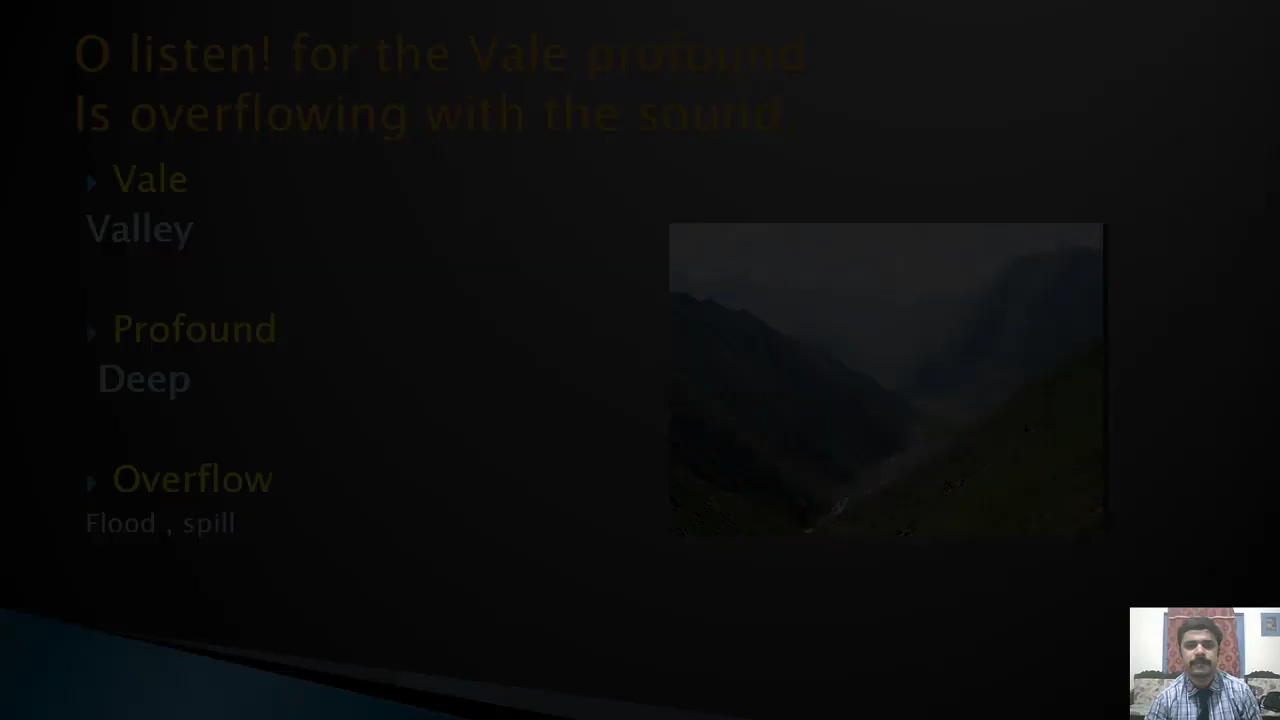 O listen! for the Vale profound
Is overflowing with the sound.
Vale
Valley
Profound
Deep
Overflow
Flood , spill